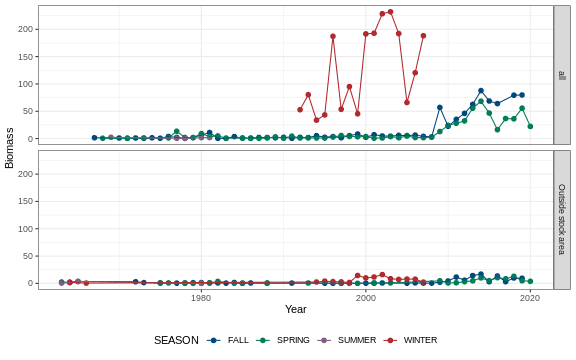 200
150
100
50
0
all
Biomass
200
150
100
50
0
Outside stock area
1980
2000
2020
Year
SEASON FALL SPRING SUMMER WINTER